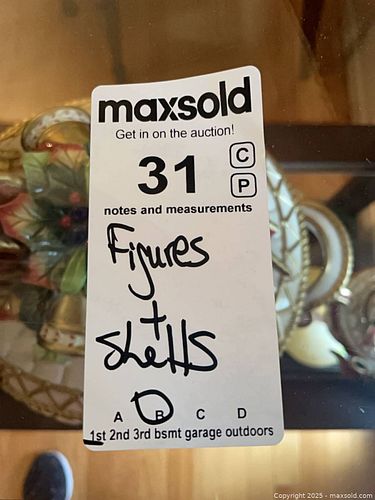 maxsold
Get in on the auction!
31 C
P
notes and measurements
Figures
+
Shells
A B C D
1st 2nd 3rd bsmt garage outdoors
Copyright 2025 - maxsold.com